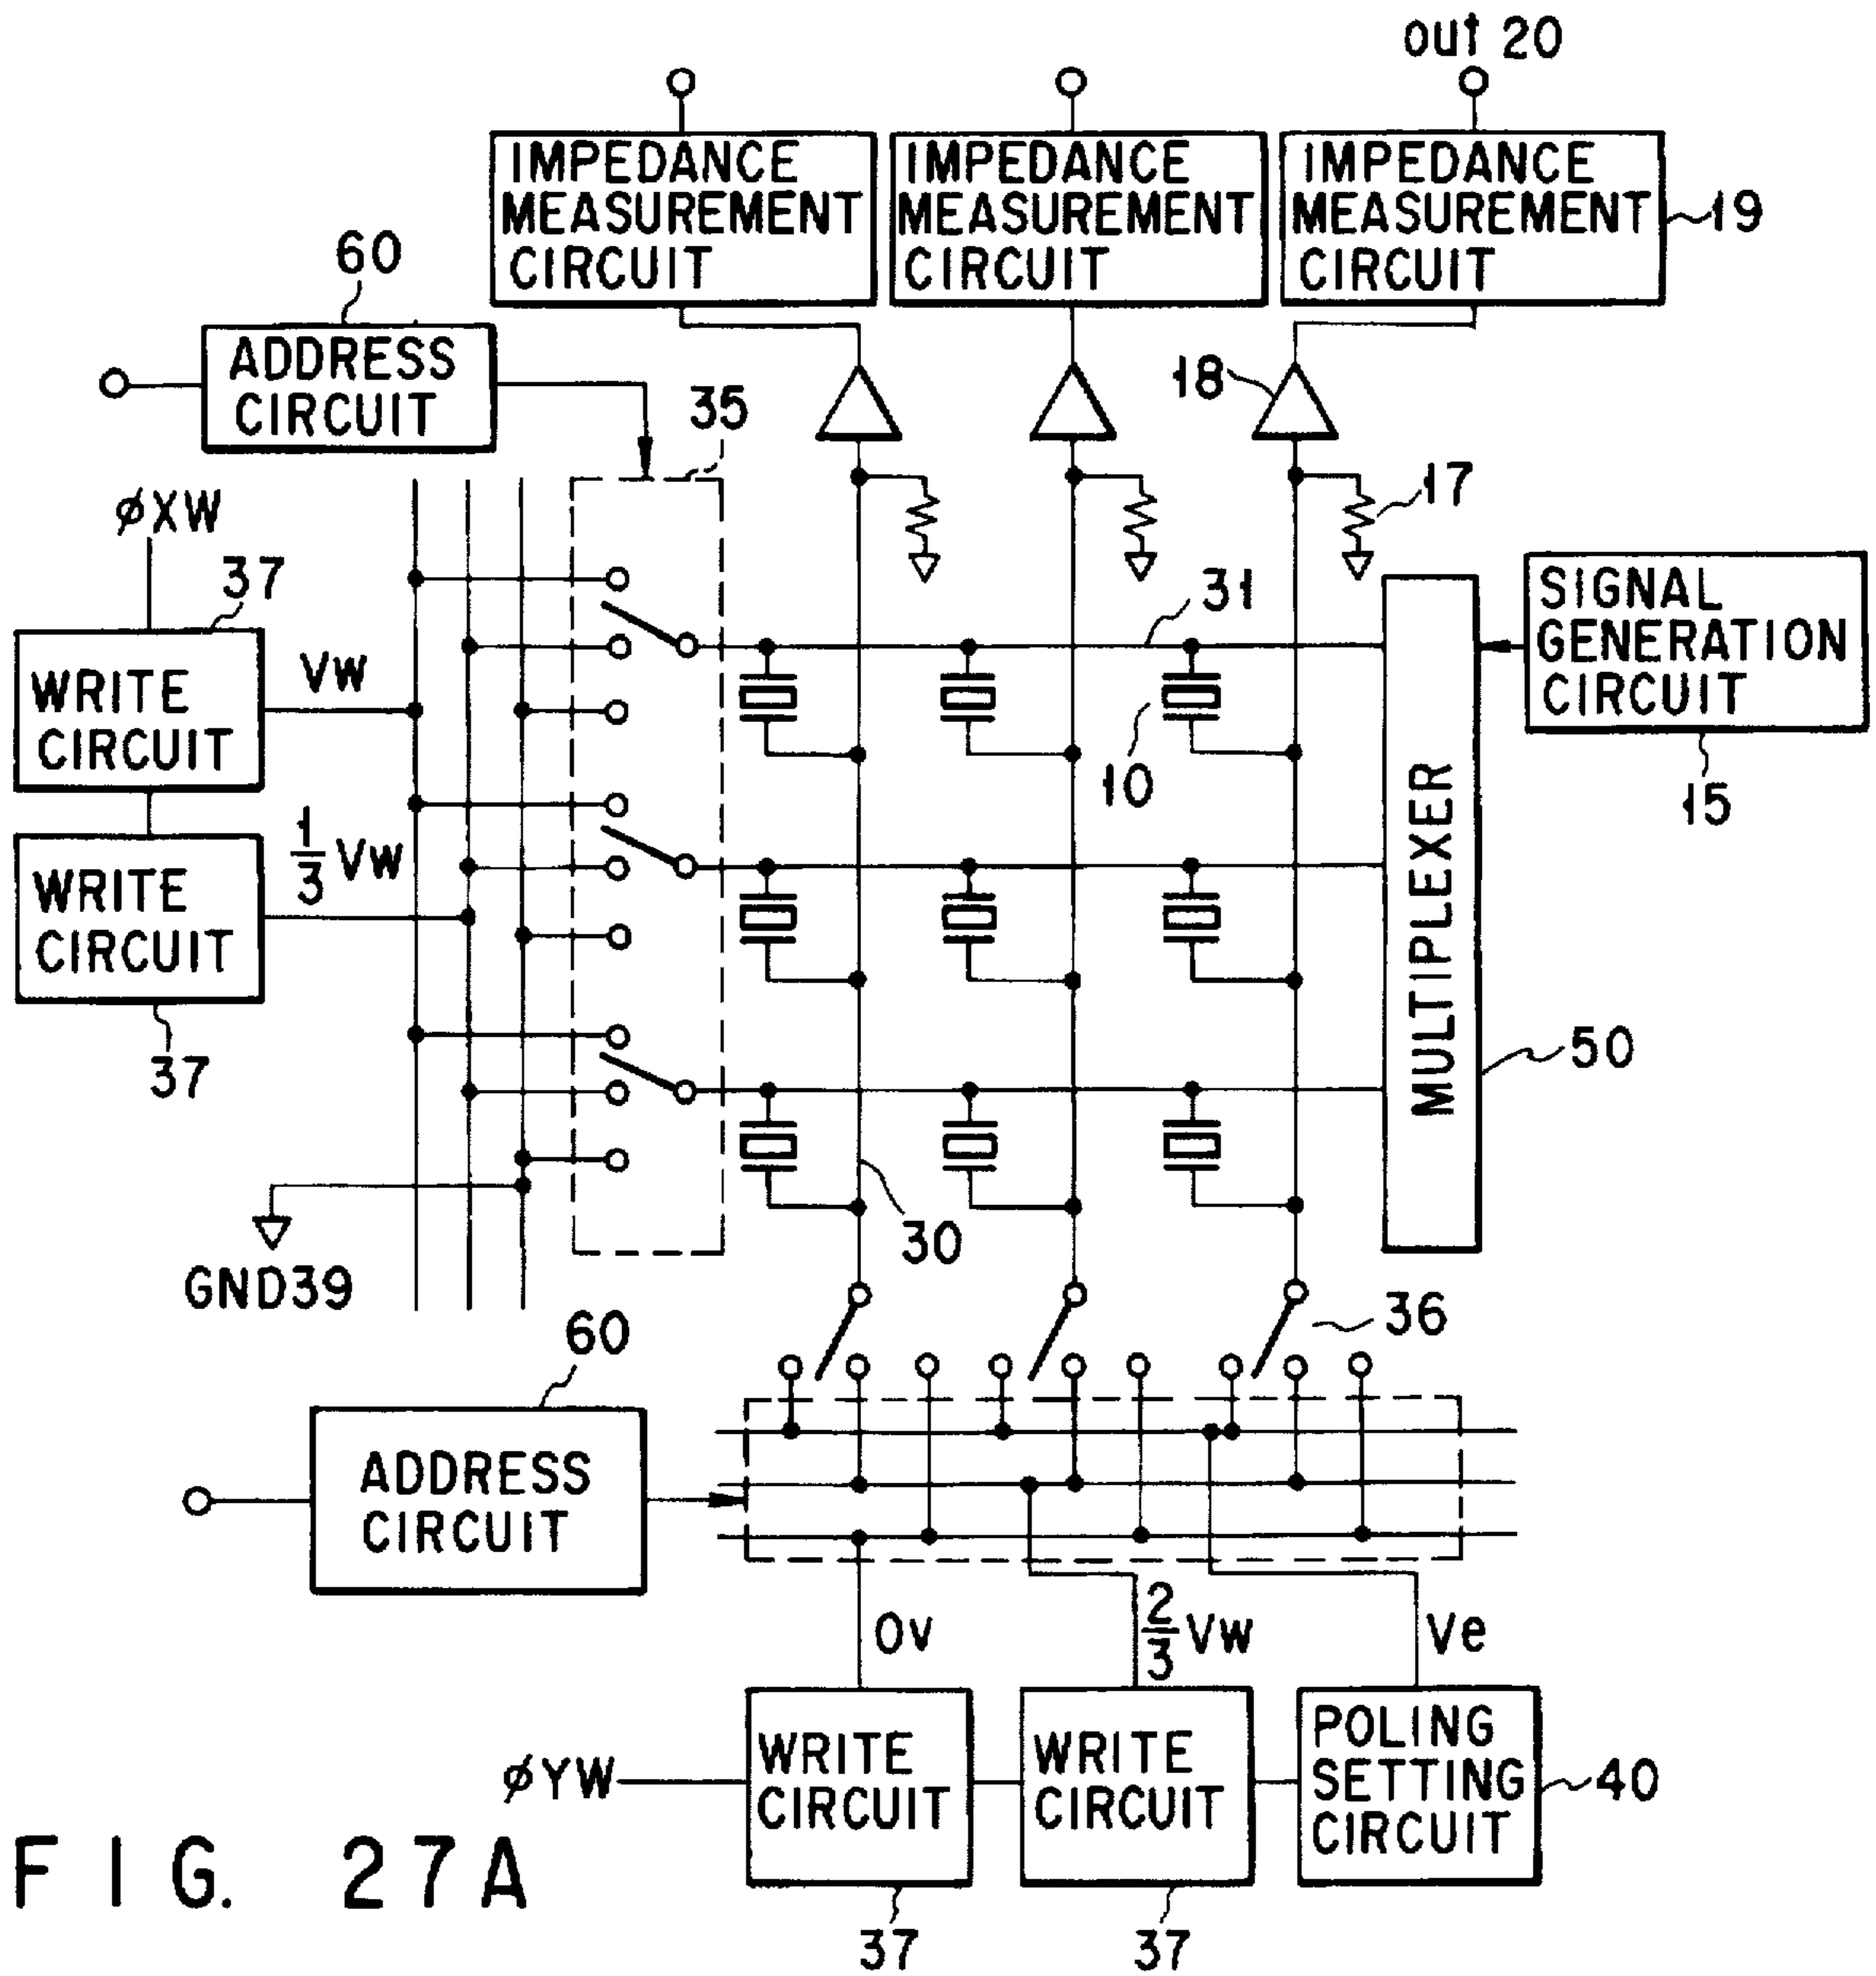 out 20
IMPEDANCE
MEASUREMENT
CIRCUIT
IMPEDANCE
MEASUREMENT
CIRCUIT
IMPEDANCE
MEASUREMENT
CIRCUIT
19
60
ADDRESS
CIRCUIT
35
18
17
φXW
37
WRITE
CIRCUIT
Vw
31
SIGNAL
GENERATION
CIRCUIT
15
10
1/3 Vw
WRITE
CIRCUIT
37
MULTIPLEXER
50
30
GND39
36
60
ADDRESS
CIRCUIT
0v
2/3 Vw
Ve
φYW
WRITE
CIRCUIT
WRITE
CIRCUIT
POLING
SETTING
CIRCUIT
40
37
37
FIG. 27A